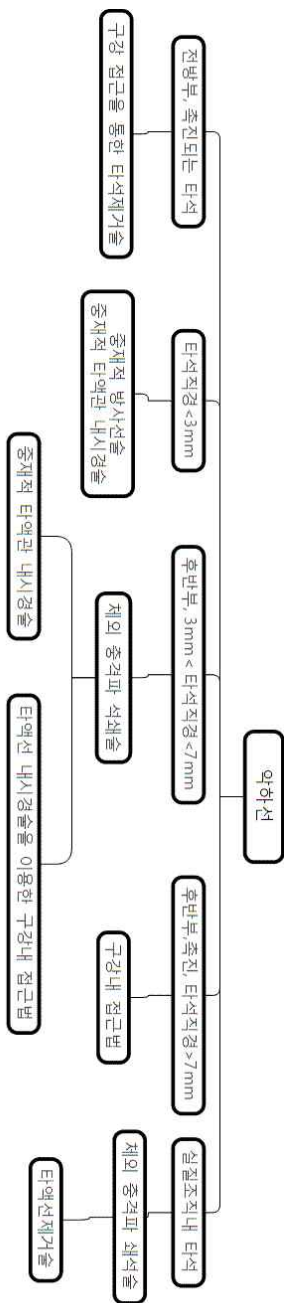 악하선
전방부, 촉진되는 타석
구강 접근을 통한 타석제거술
타석직경<3mm
중재적 방사선술
중재적 타액관 내시경술
후반부, 3mm < 타석직경<7mm
체외 충격파 석쇄술
중재적 타액관 내시경술
타액선 내시경술을 이용한 구강내 접근법
후반부,촉진, 타석직경>7mm
구강내 접근법
실질조직내 타석
체외 충격파 쇄석술
타액선제거술